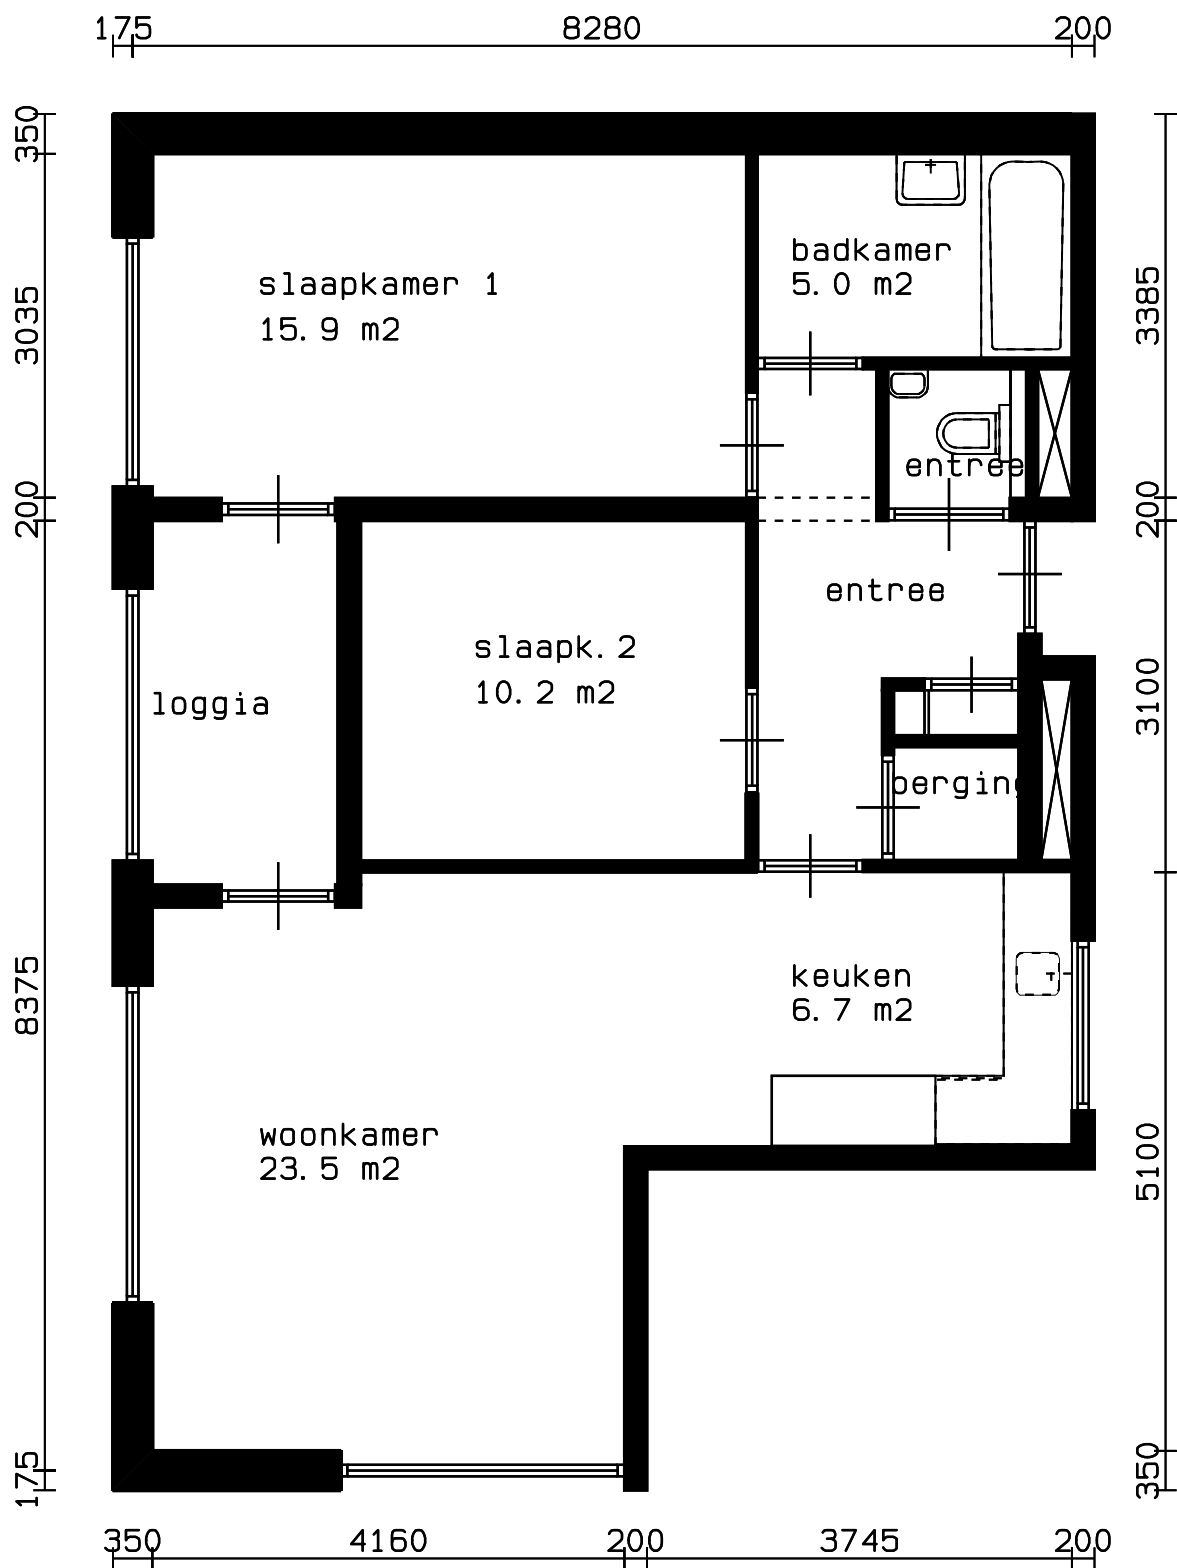 175 8280 200
350
slaapkamer 1
15.9 m2
badkamer
5.0 m2
3035
3385
entree
200
200
entree
slaapk.2
10.2 m2
loggia
3100
berging
keuken
6.7 m2
8375
woonkamer
23.5 m2
5100
175
350
350 4160 200 3745 200